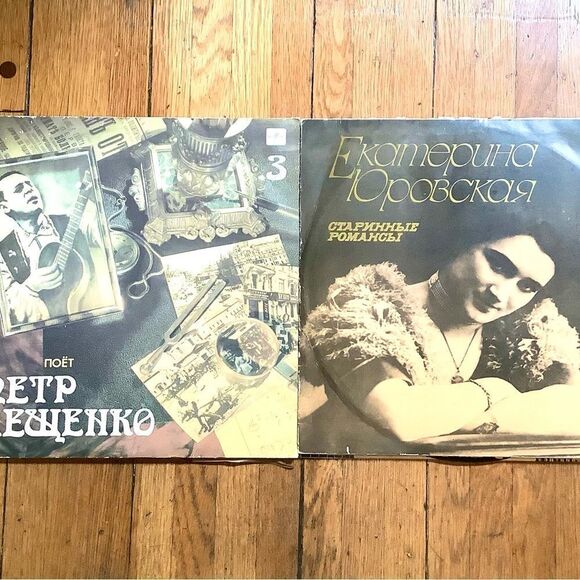 3
ПОЁТ
ПЕТР
ЛЕЩЕНКО
Екатерина
Юровская
СТАРИННЫЕ
РОМАНСЫ